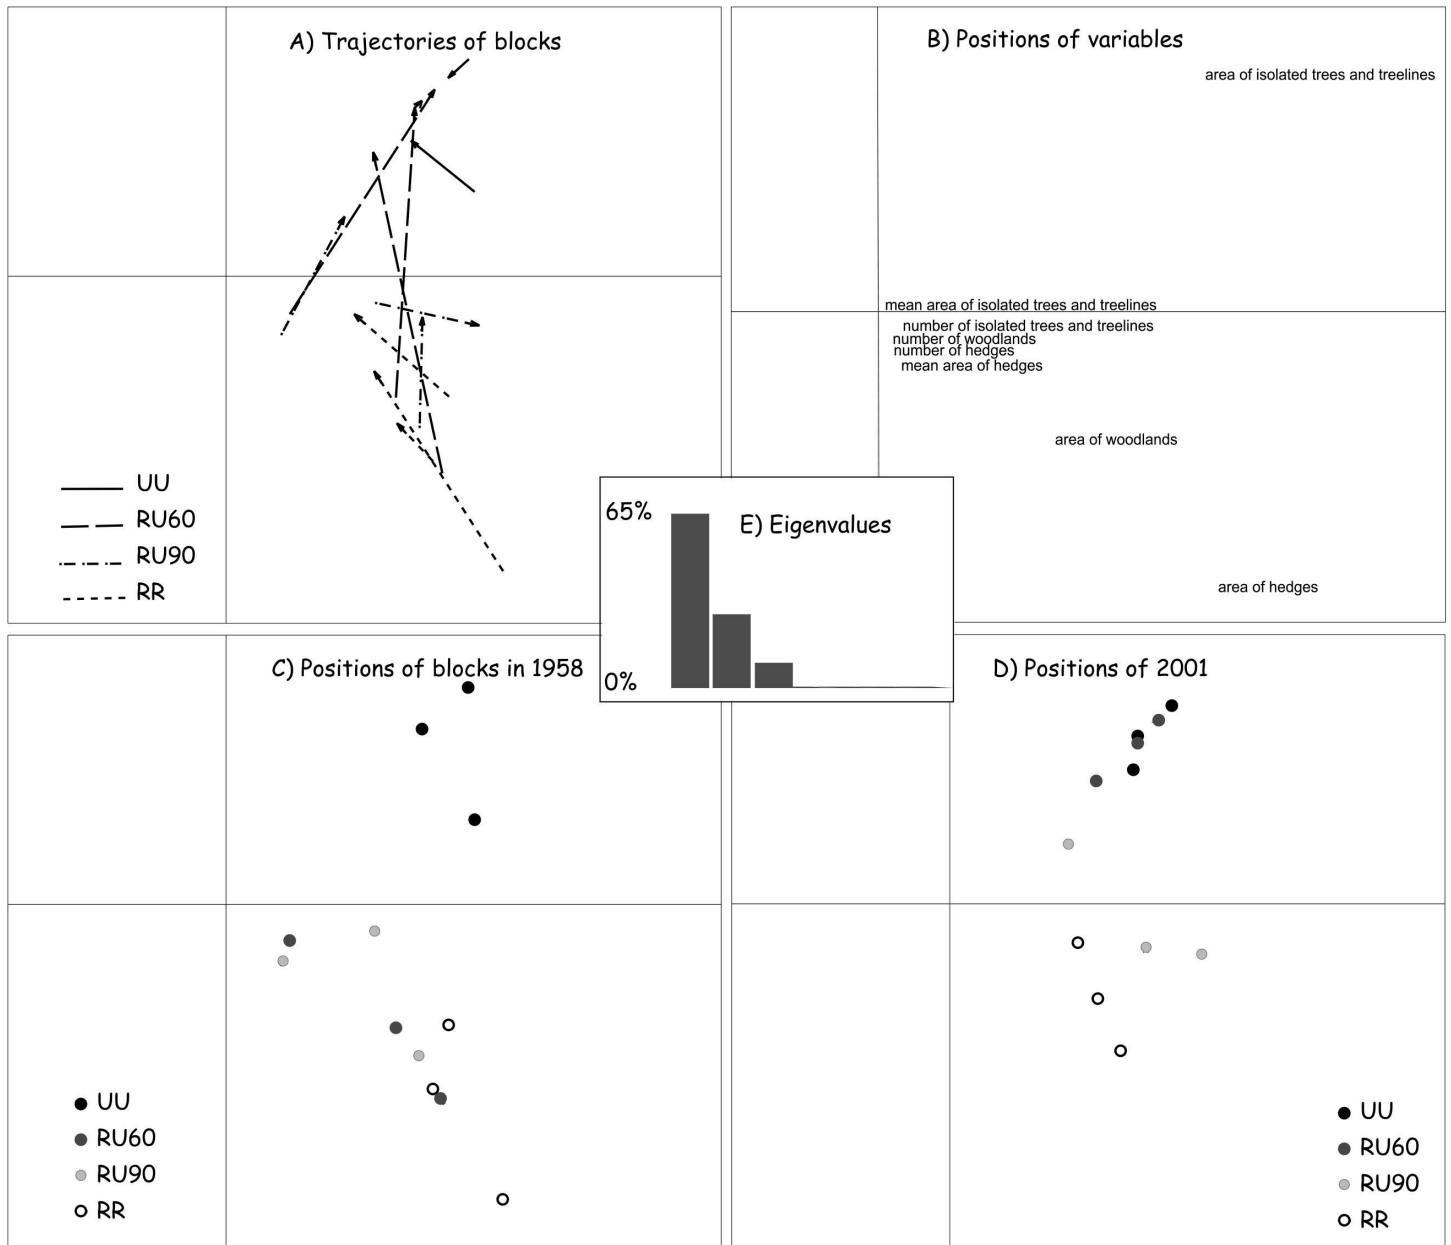 A) Trajectories of blocks
UU
RU60
RU90
RR
B) Positions of variables
area of isolated trees and treelines
mean area of isolated trees and treelines
number of isolated trees and treelines
number of woodlands
number of hedges
mean area of hedges
area of woodlands
area of hedges
65%
E) Eigenvalues
0%
C) Positions of blocks in 1958
UU
RU60
RU90
RR
D) Positions of 2001
UU
RU60
RU90
RR